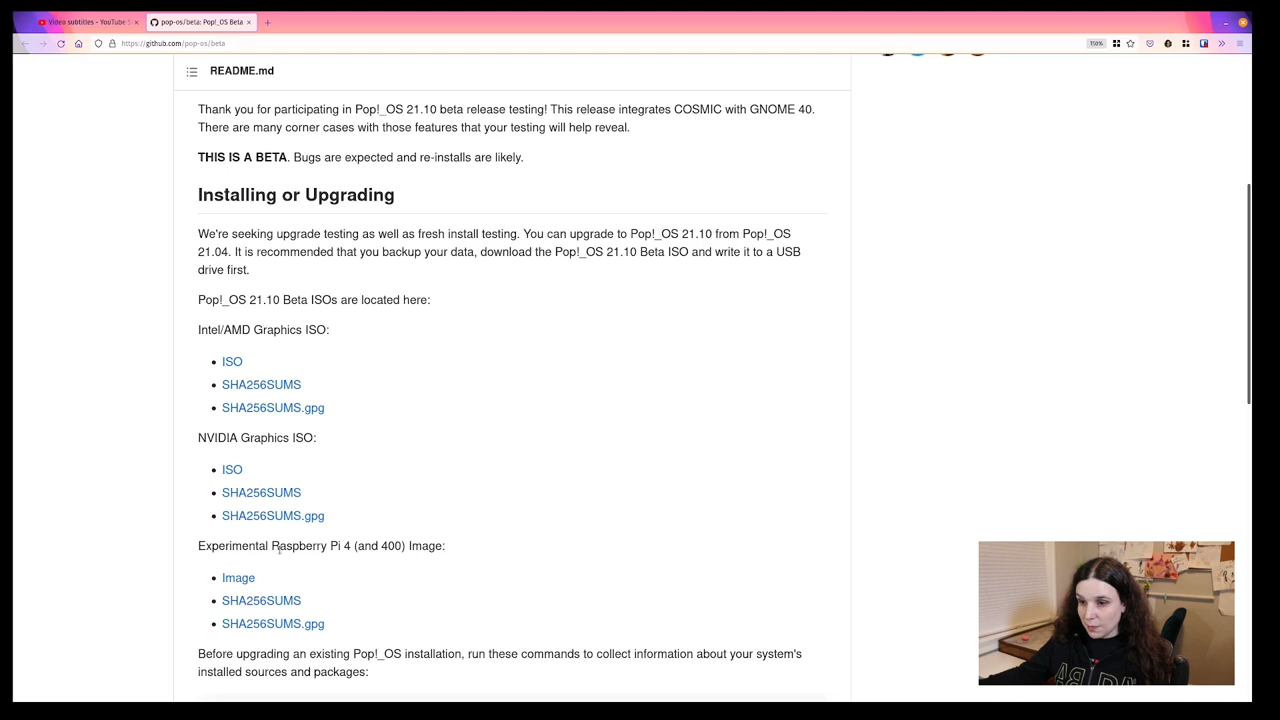 Video subtitles - YouTube S
pop-os/beta: Pop!_OS Beta
https://github.com/pop-os/beta
110%
README.md
Thank you for participating in Pop!_OS 21.10 beta release testing! This release integrates COSMIC with GNOME 40.
There are many corner cases with those features that your testing will help reveal.
THIS IS A BETA. Bugs are expected and re-installs are likely.
Installing or Upgrading
We're seeking upgrade testing as well as fresh install testing. You can upgrade to Pop!_OS 21.10 from Pop!_OS
21.04. It is recommended that you backup your data, download the Pop!_OS 21.10 Beta ISO and write it to a USB
drive first.
Pop!_OS 21.10 Beta ISOs are located here:
Intel/AMD Graphics ISO:
• ISO
• SHA256SUMS
• SHA256SUMS.gpg
NVIDIA Graphics ISO:
• ISO
• SHA256SUMS
• SHA256SUMS.gpg
Experimental Raspberry Pi 4 (and 400) Image:
• Image
• SHA256SUMS
• SHA256SUMS.gpg
Before upgrading an existing Pop!_OS installation, run these commands to collect information about your system's
installed sources and packages: